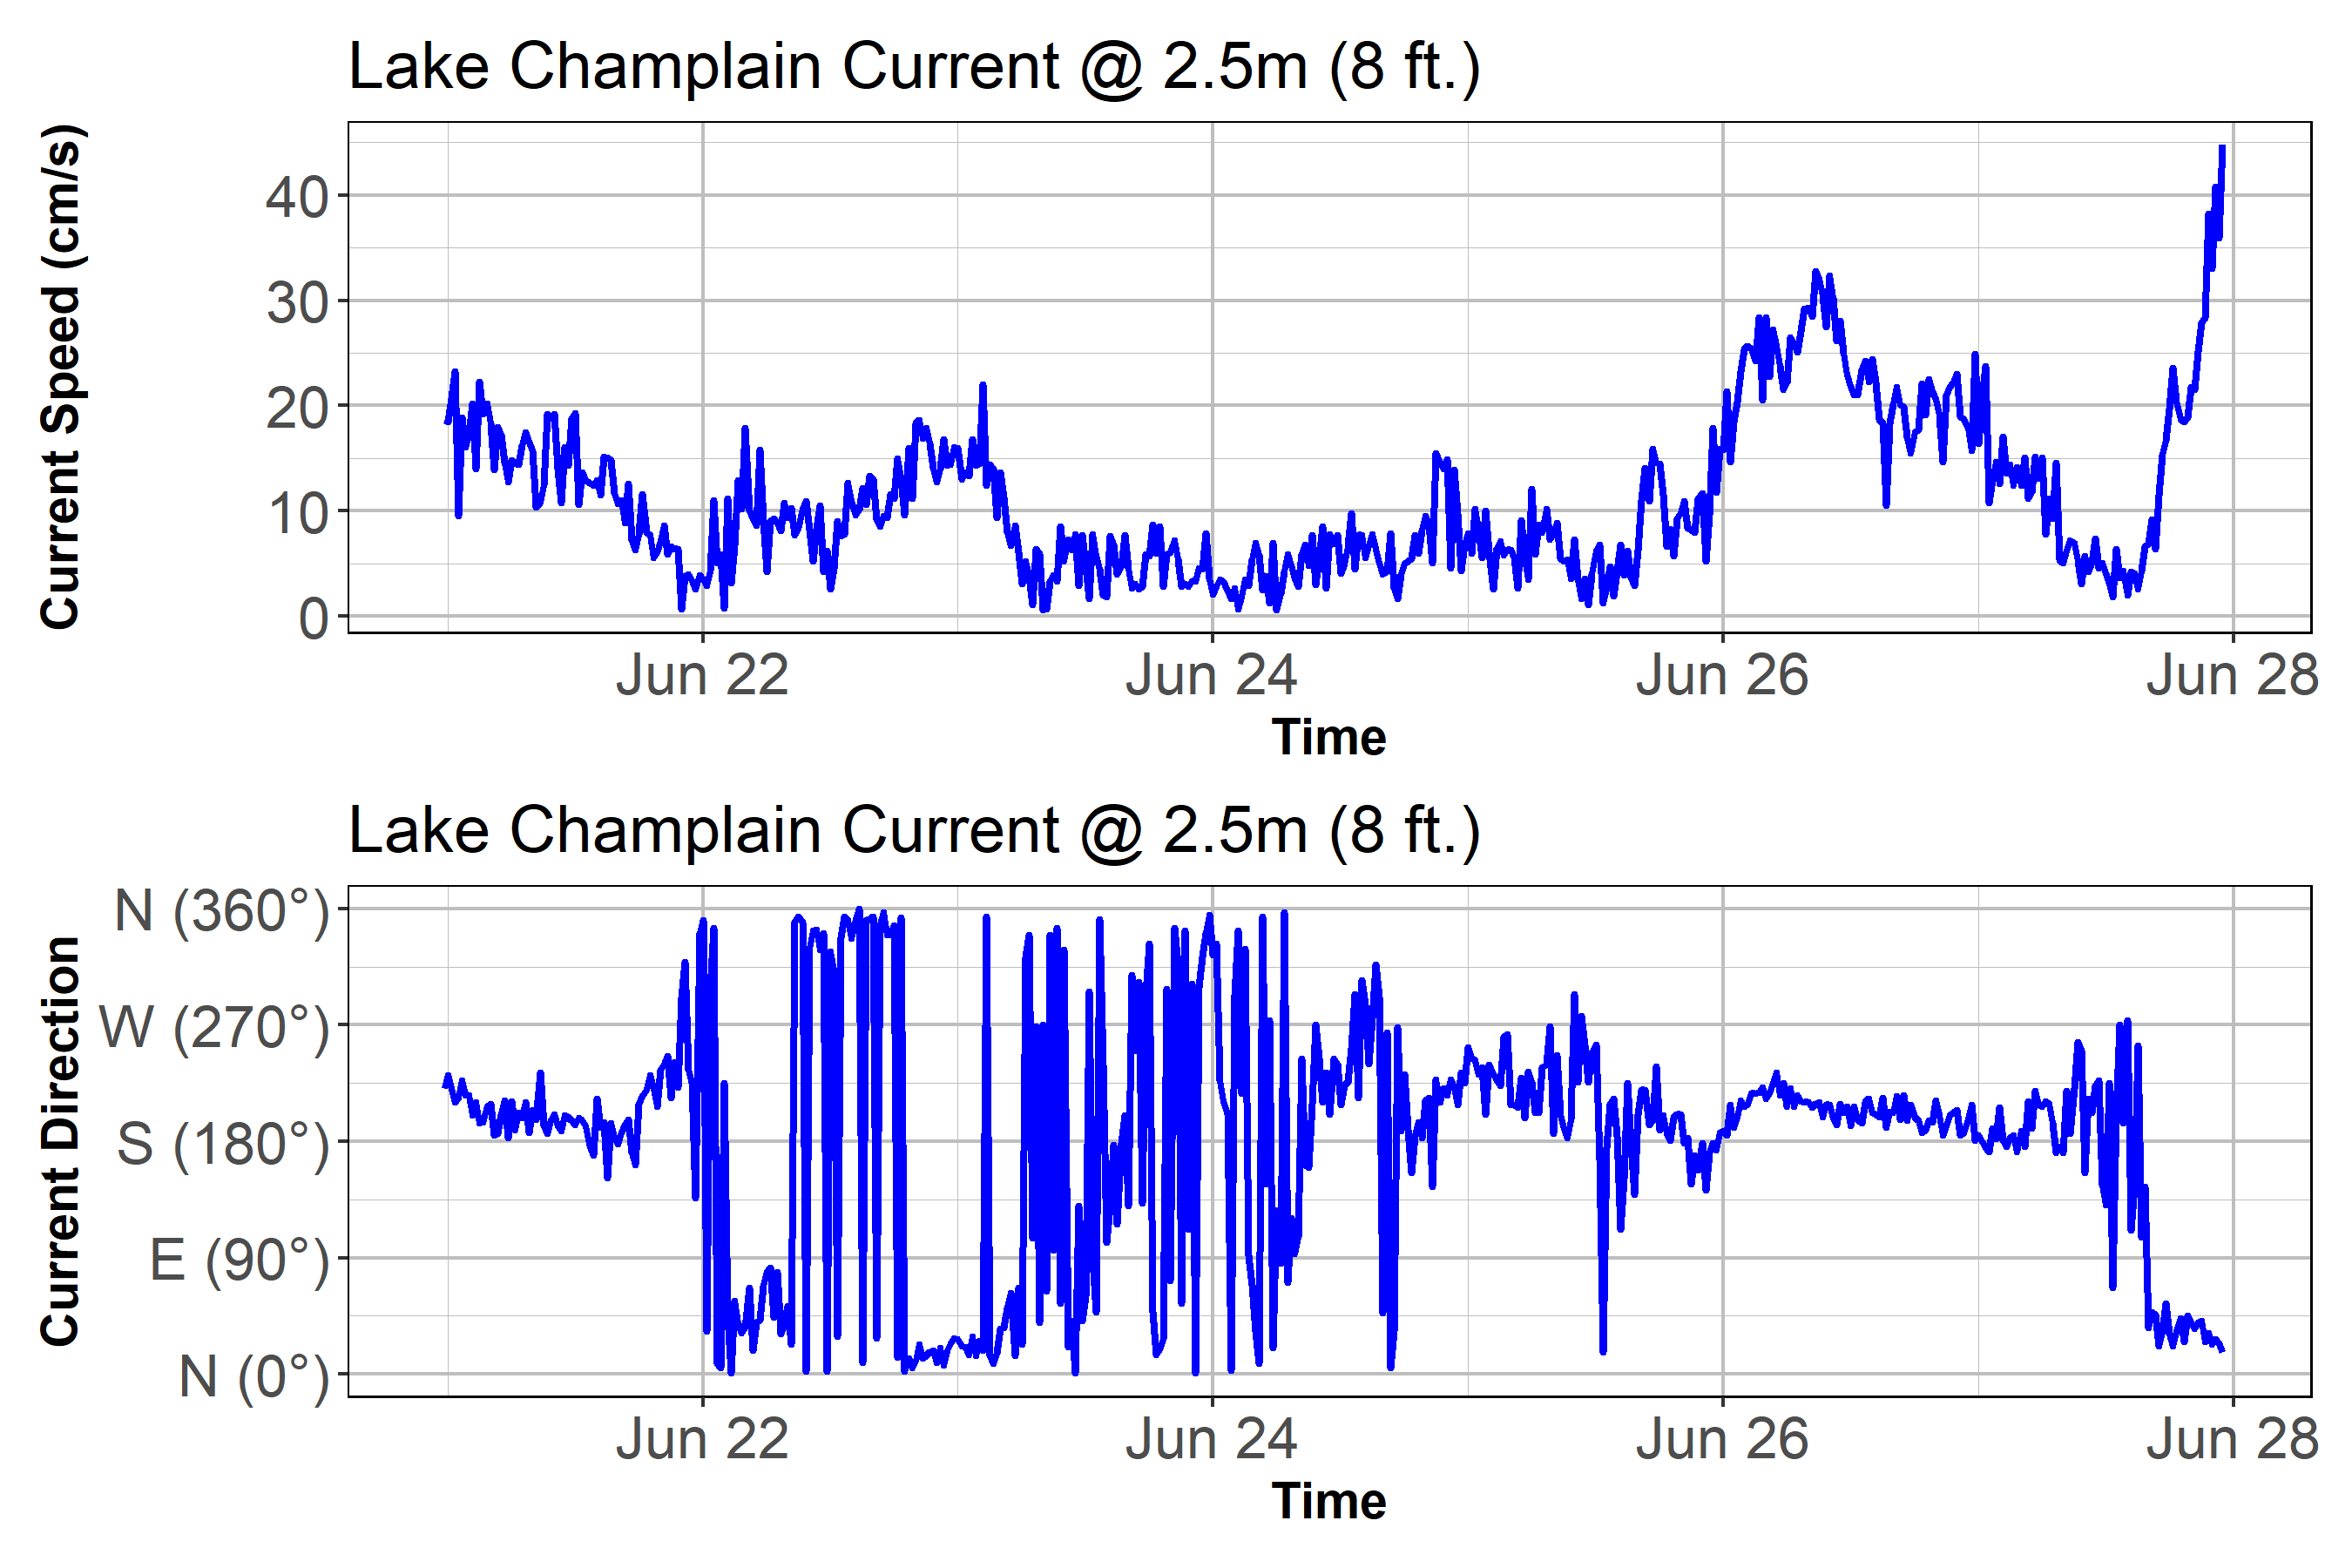 Lake Champlain Current @ 2.5m (8 ft.)
Current Speed (cm/s)
40
30
20
10
0
Jun 22
Jun 24
Jun 26
Jun 28
Time
Lake Champlain Current @ 2.5m (8 ft.)
Current Direction
N (360°)
W (270°)
S (180°)
E (90°)
N (0°)
Jun 22
Jun 24
Jun 26
Jun 28
Time